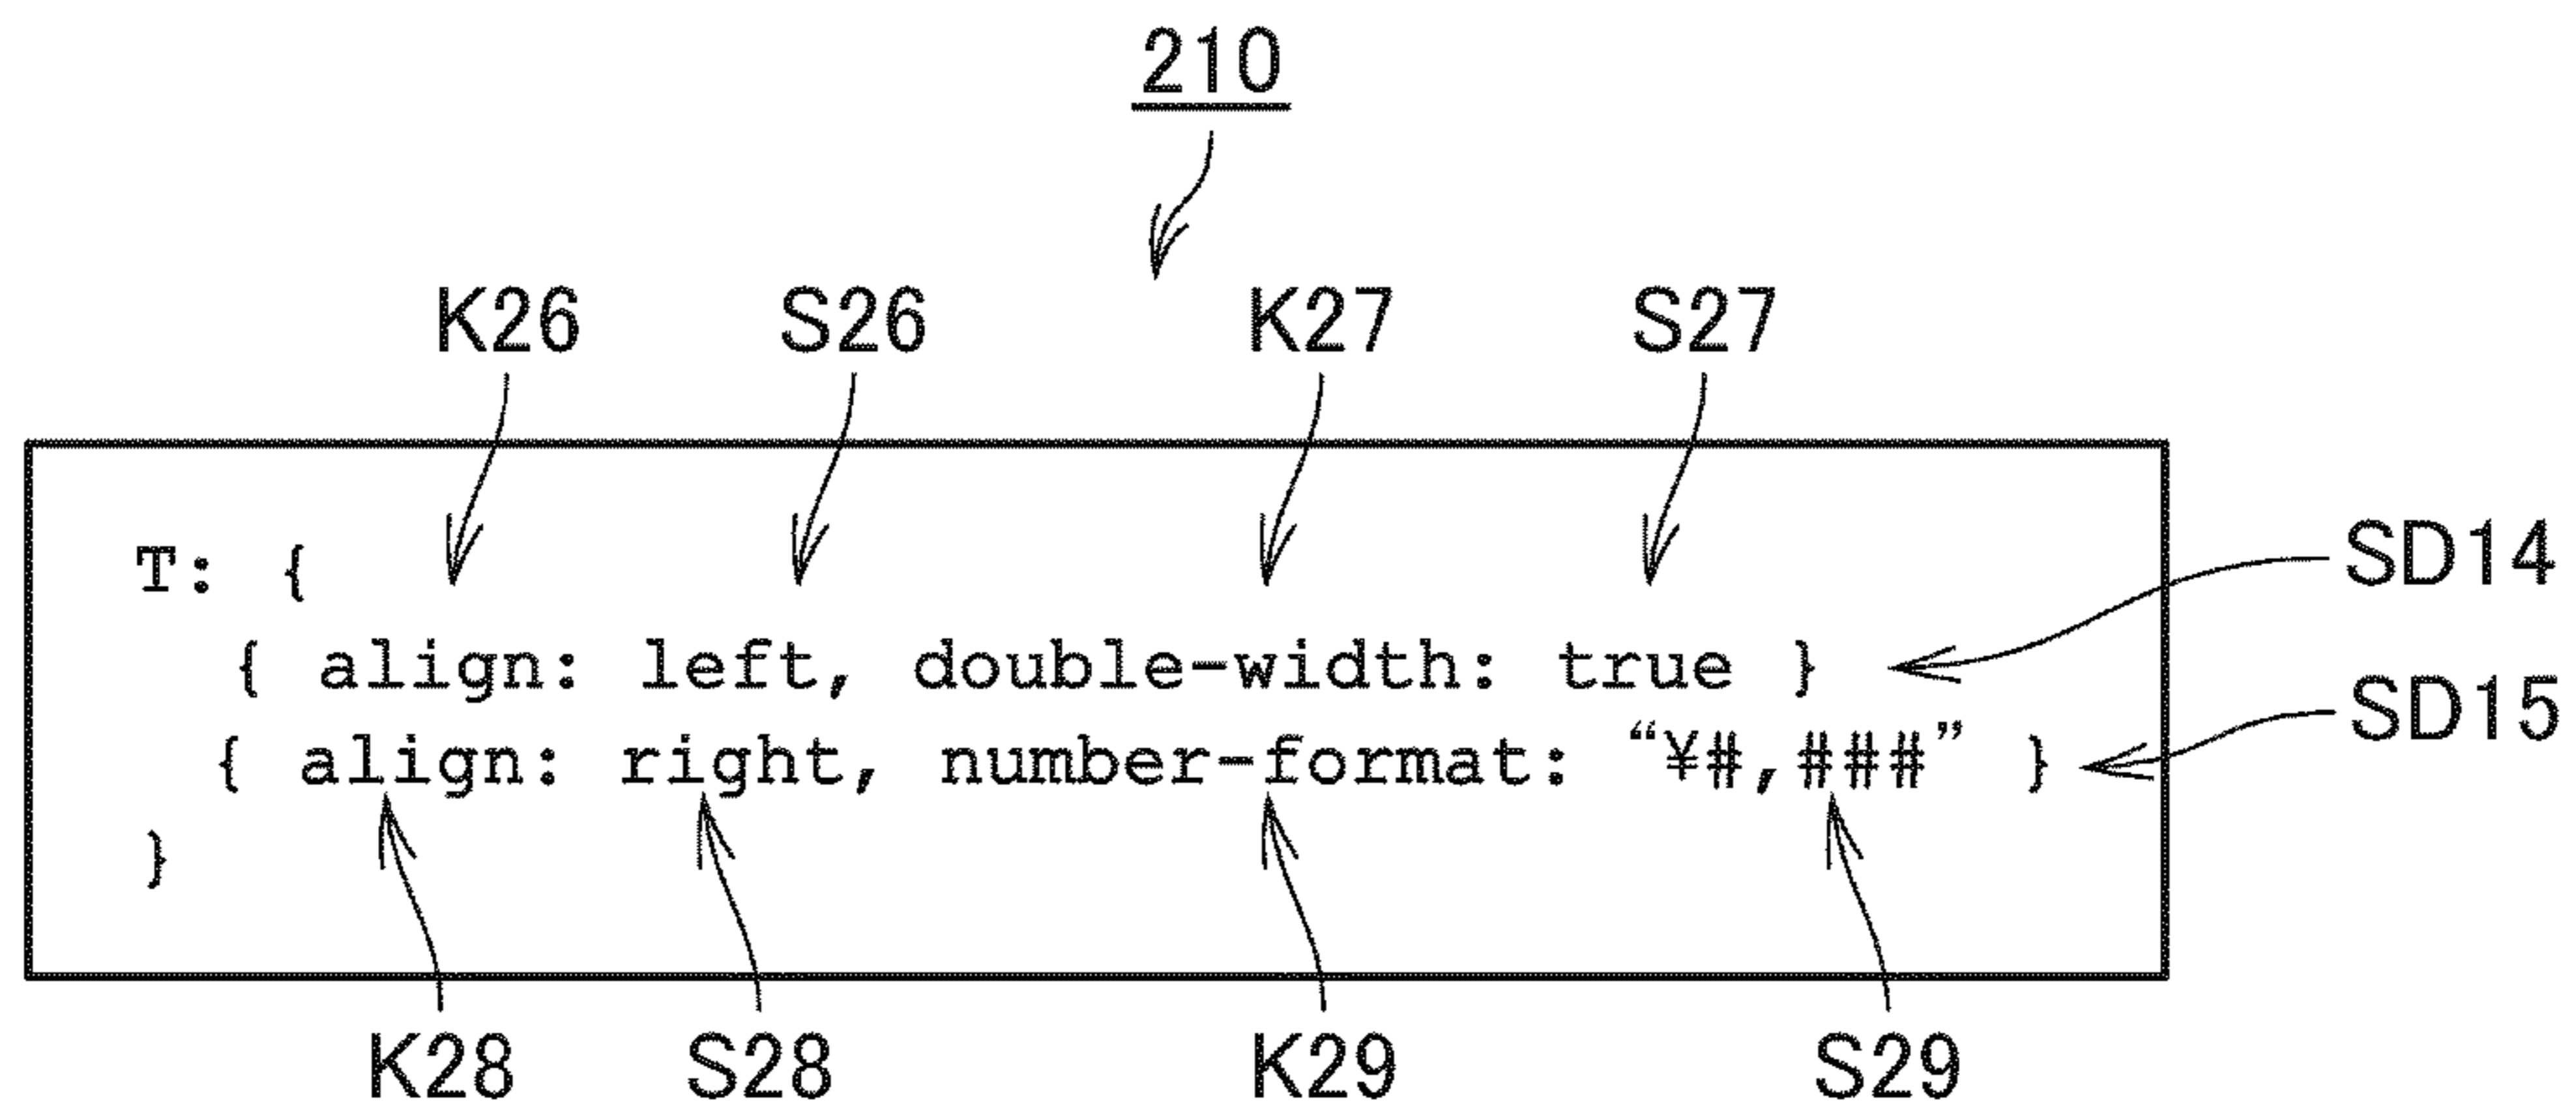 210
K26 S26 K27 S27
T: {
{ align: left, double-width: true }
SD14
{ align: right, number-format: “¥#,###” }
SD15
}
K28 S28 K29 S29